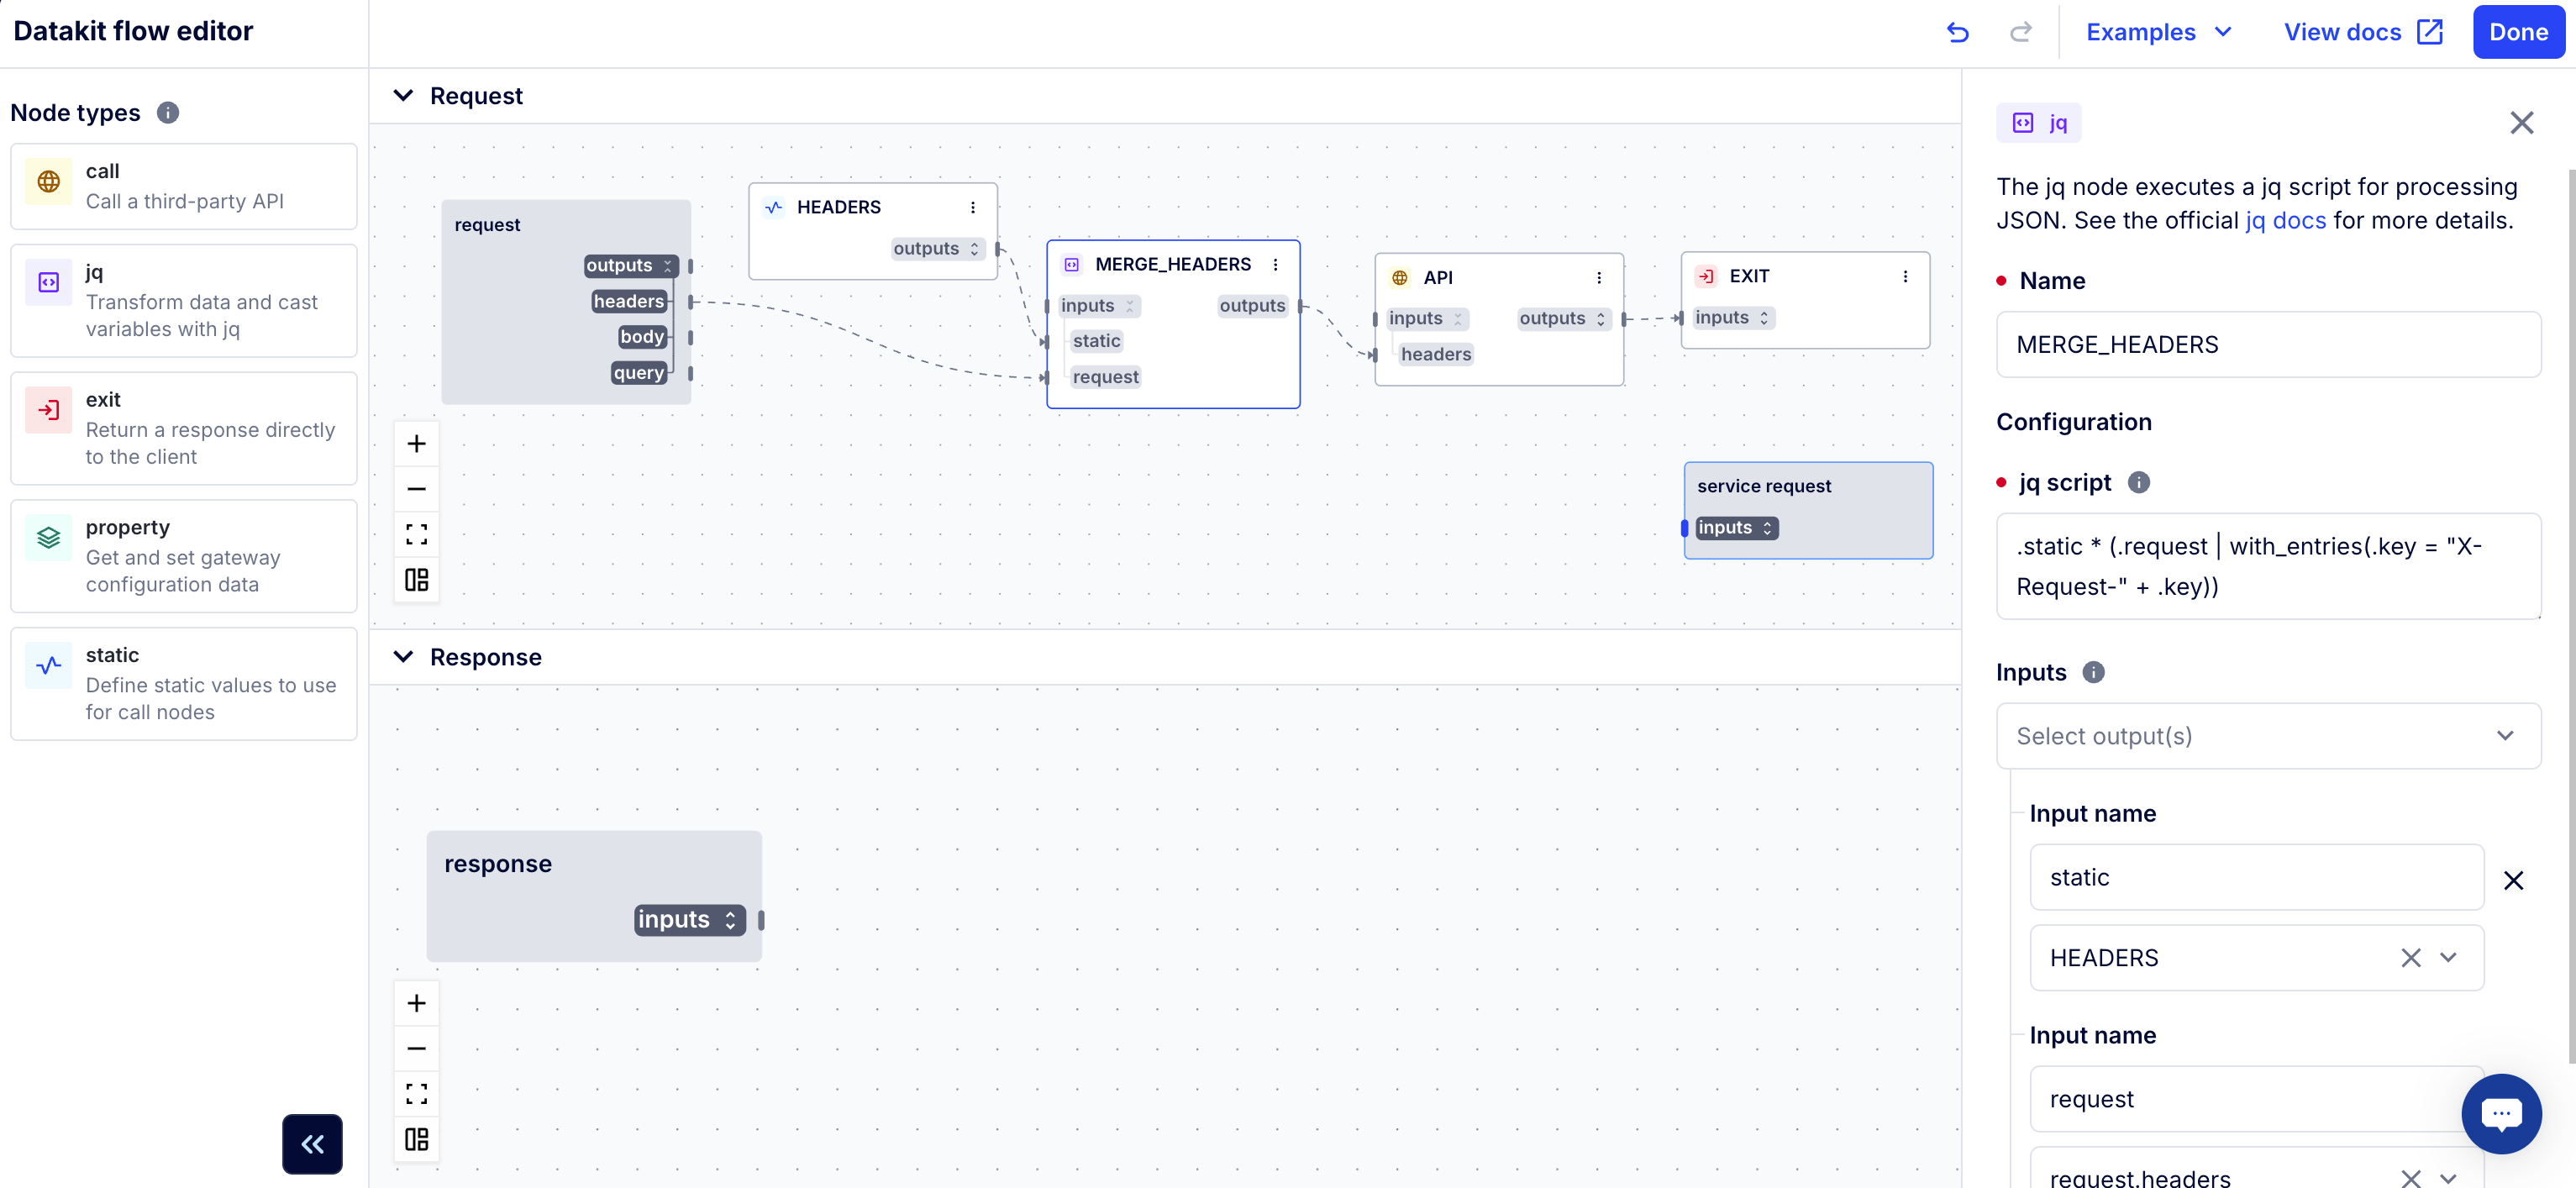 Datakit flow editor
Examples
View docs
Done
Node types
call
Call a third-party API
jq
Transform data and cast
variables with jq
exit
Return a response directly
to the client
property
Get and set gateway
configuration data
static
Define static values to use
for call nodes
Request
request
outputs
headers
body
query
HEADERS
outputs
MERGE_HEADERS
inputs
outputs
static
request
API
inputs
outputs
headers
EXIT
inputs
service request
inputs
Response
response
inputs
jq
The jq node executes a jq script for processing
JSON. See the official jq docs for more details.
Name
MERGE_HEADERS
Configuration
jq script
.static * (.request | with_entries(.key = "X-
Request-" + .key))
Inputs
Select output(s)
Input name
static
HEADERS
Input name
request
request.headers